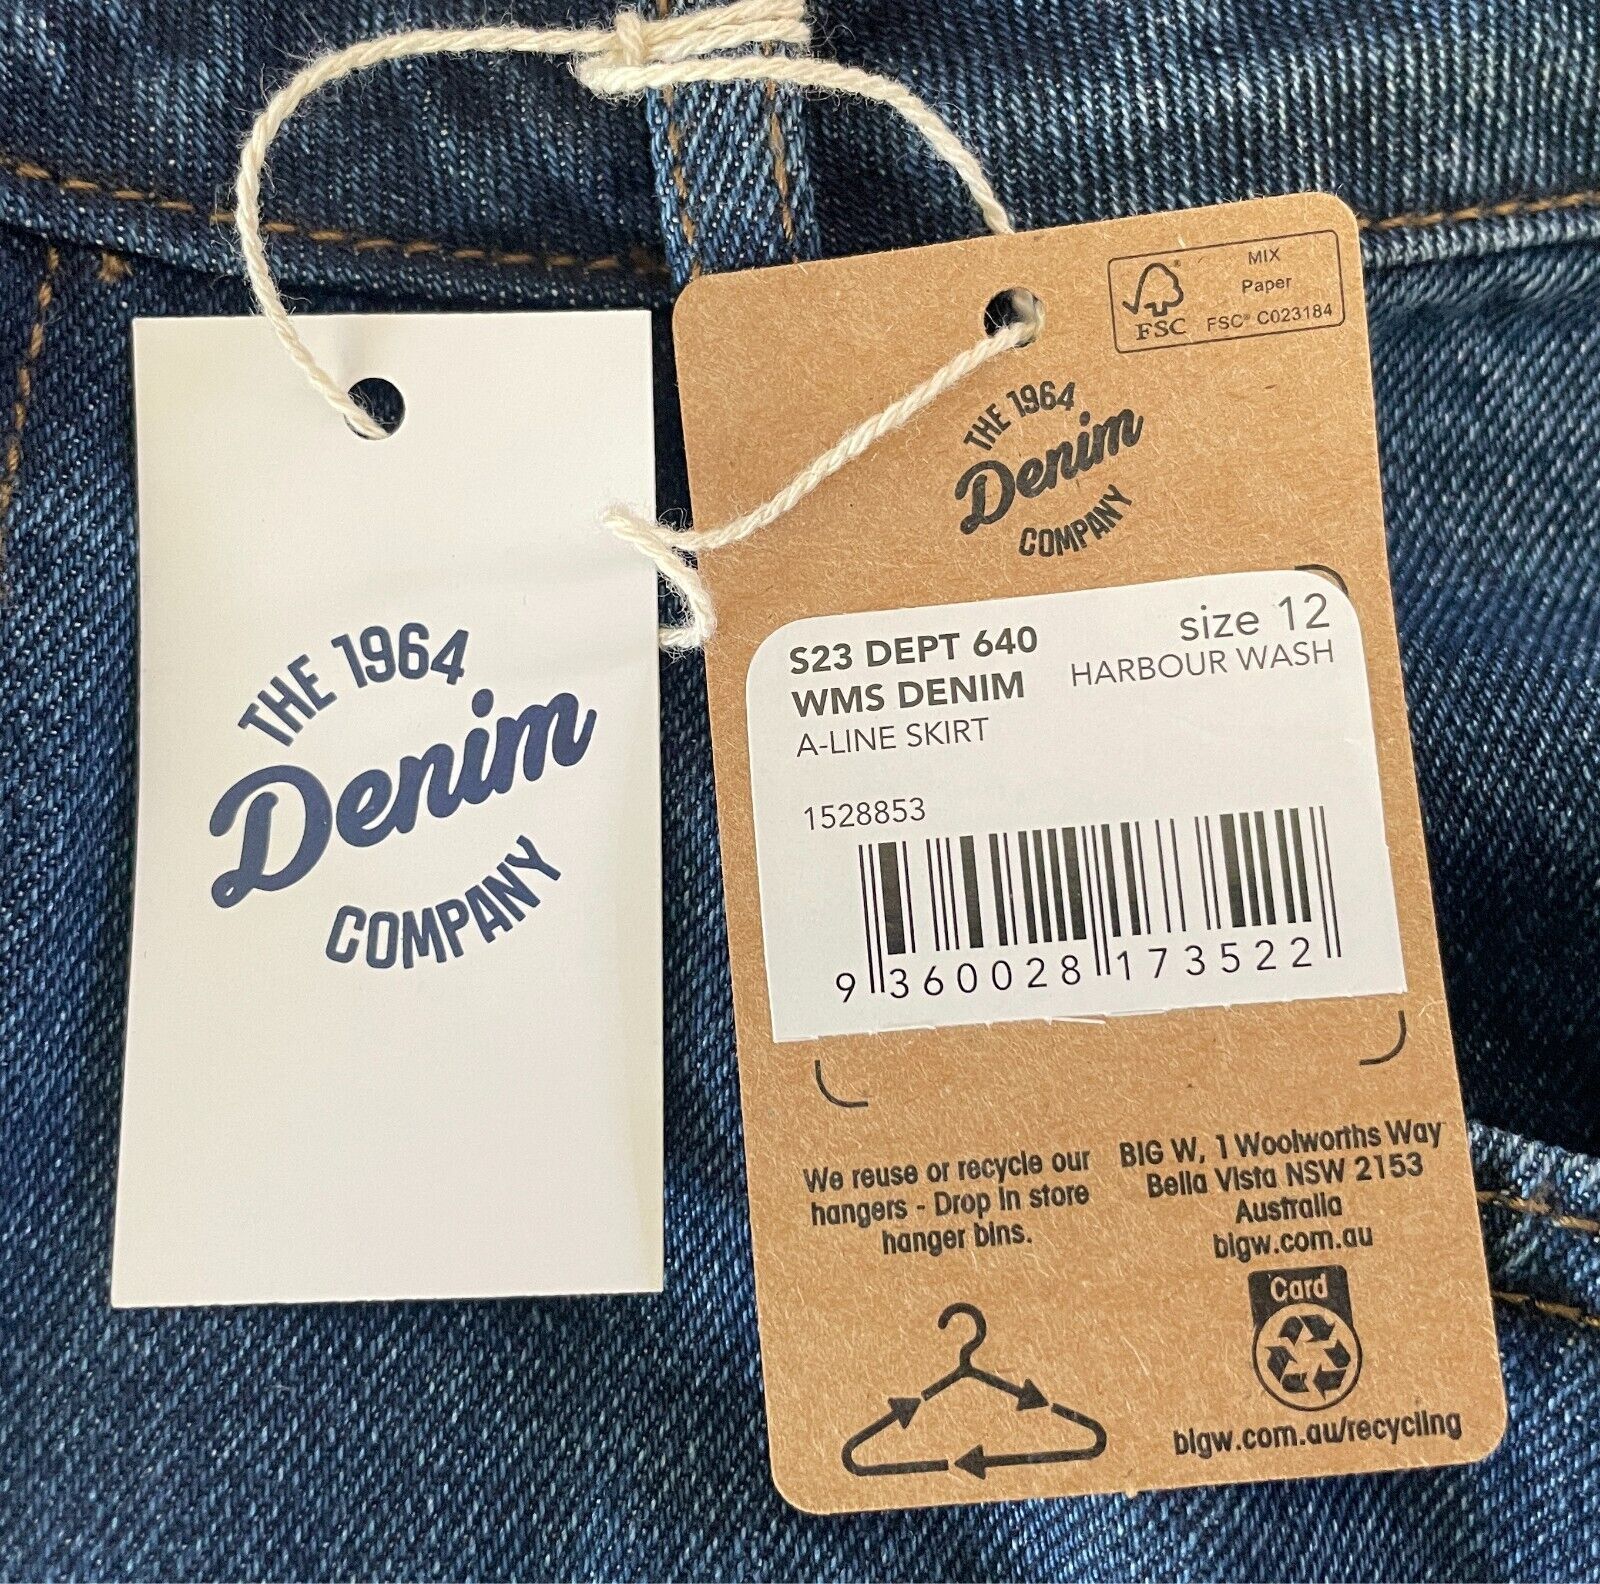 THE 1964
Denim
COMPANY
FSC
MIX
Paper
FSC® C023184
THE 1964
Denim
COMPANY
S23 DEPT 640
WMS DENIM
A-LINE SKIRT
size 12
HARBOUR WASH
1528853
9 360028 173522
We reuse or recycle our
hangers - Drop in store
hanger bins.
BIG W, 1 Woolworths Way
Bella Vista NSW 2153
Australia
bigw.com.au
Card
bigw.com.au/recycling